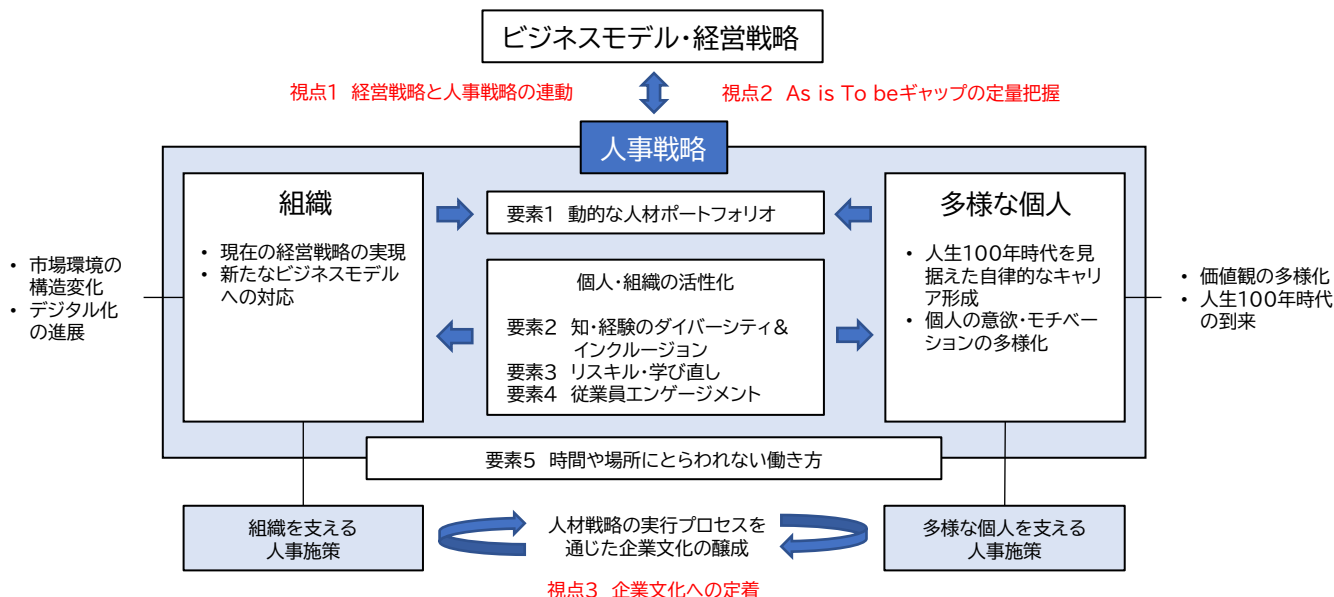 ビジネスモデル・経営戦略
視点1 経営戦略と人事戦略の連動
視点2 As is To beギャップの定量把握
人事戦略
組織
• 現在の経営戦略の実現
• 新たなビジネスモデル
への対応
要素1 動的な人材ポートフォリオ
個人・組織の活性化
要素2 知・経験のダイバーシティ&
インクルージョン
要素3 リスキル・学び直し
要素4 従業員エンゲージメント
多様な個人
• 人生100年時代を見
据えた自律的なキャリ
ア形成
• 個人の意欲・モチベー
ションの多様化
• 市場環境の
構造変化
• デジタル化
の進展
• 価値観の多様化
• 人生100年時代
の到来
要素5 時間や場所にとらわれない働き方
組織を支える
人事施策
人材戦略の実行プロセスを
通じた企業文化の醸成
多様な個人を支える
人事施策
視点3 企業文化への定着